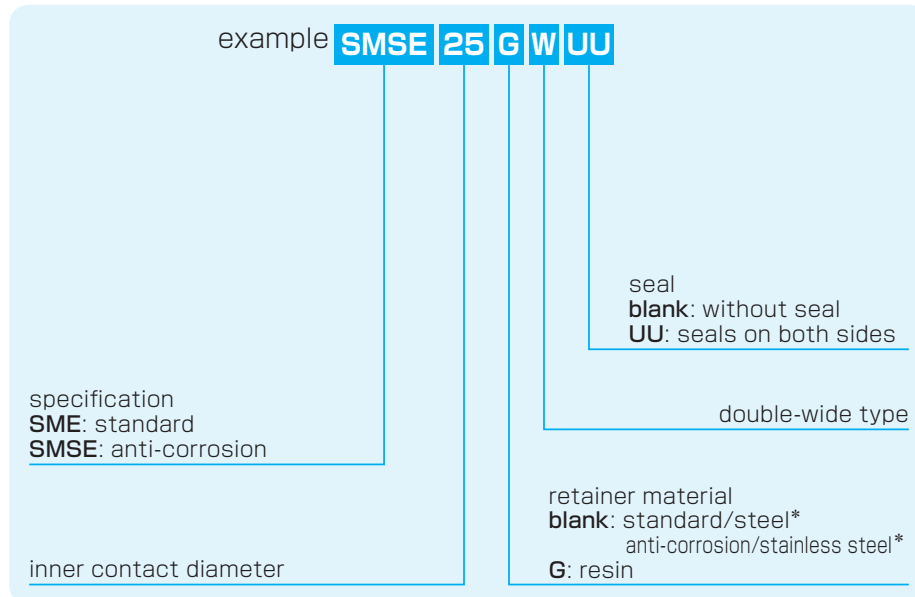 example SMSE 25 G W UU
seal
blank: without seal
UU: seals on both sides
specification
SME: standard
SMSE: anti-corrosion
double-wide type
retainer material
blank: standard/steel*
anti-corrosion/stainless steel*
G: resin
inner contact diameter